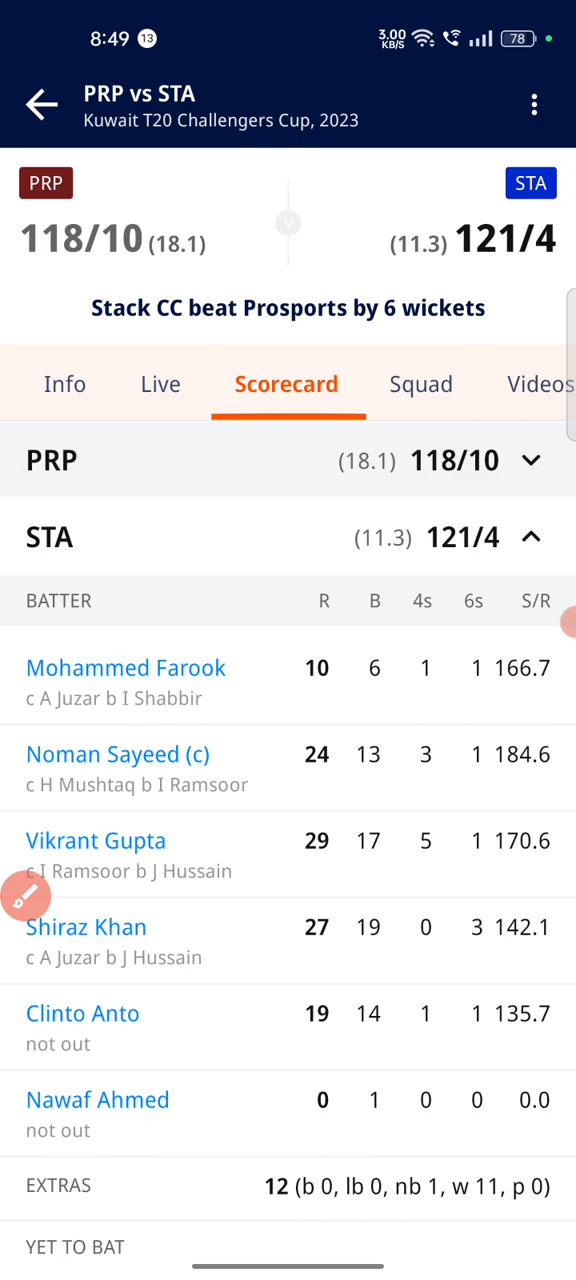 8:49 13 3.00 KB/S 78
PRP vs STA
Kuwait T20 Challengers Cup, 2023
PRP STA
118/10 (18.1) V (11.3) 121/4
Stack CC beat Prosports by 6 wickets
Info Live Scorecard Squad Videos
PRP (18.1) 118/10
STA (11.3) 121/4
BATTER R B 4s 6s S/R
Mohammed Farook 10 6 1 1 166.7
c A Juzar b I Shabbir
Noman Sayeed (c) 24 13 3 1 184.6
c H Mushtaq b I Ramsoor
Vikrant Gupta 29 17 5 1 170.6
c I Ramsoor b J Hussain
Shiraz Khan 27 19 0 3 142.1
c A Juzar b J Hussain
Clinto Anto 19 14 1 1 135.7
not out
Nawaf Ahmed 0 1 0 0 0.0
not out
EXTRAS 12 (b 0, lb 0, nb 1, w 11, p 0)
YET TO BAT